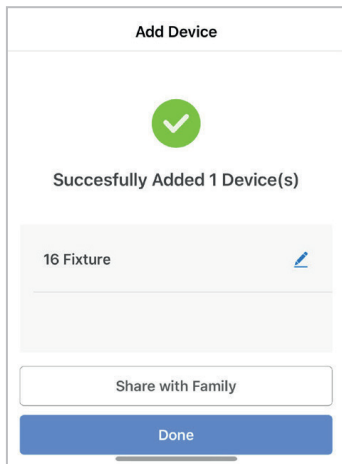 Add Device
Succesfully Added 1 Device(s)
16 Fixture
Share with Family
Done